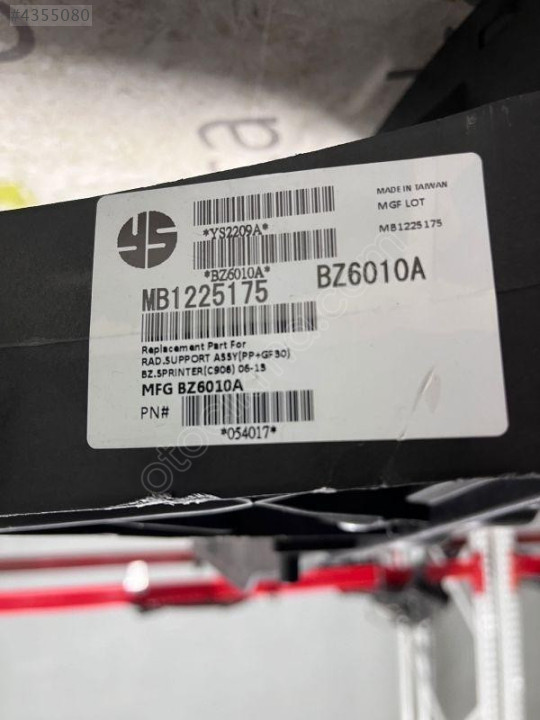 #4355080
YS
*YS2209A*
*BZ6010A*
MADE IN TAIWAN
MGF LOT
MB1225175
MB1225175 BZ6010A
Replacement Part For
RAD.SUPPORT ASSY(PP+GF30)
BZ.SPRINTER(C906) 06-13
MFG BZ6010A
PN#
*054017*